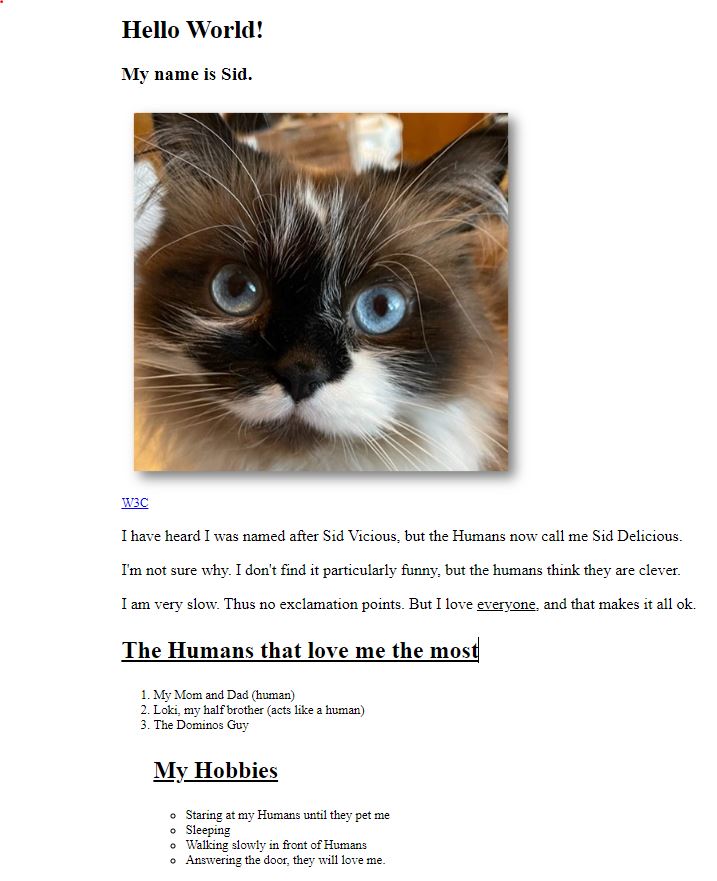 Hello World!
My name is Sid.
W3C
I have heard I was named after Sid Vicious, but the Humans now call me Sid Delicious.
I'm not sure why. I don't find it particularly funny, but the humans think they are clever.
I am very slow. Thus no exclamation points. But I love everyone, and that makes it all ok.
The Humans that love me the most
1. My Mom and Dad (human)
2. Loki, my half brother (acts like a human)
3. The Dominos Guy
My Hobbies
Staring at my Humans until they pet me
Sleeping
Walking slowly in front of Humans
Answering the door, they will love me.